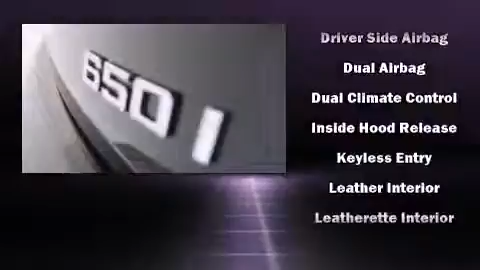 650 I
Driver Side Airbag
Dual Airbag
Dual Climate Control
Inside Hood Release
Keyless Entry
Leather Interior
Leatherette Interior